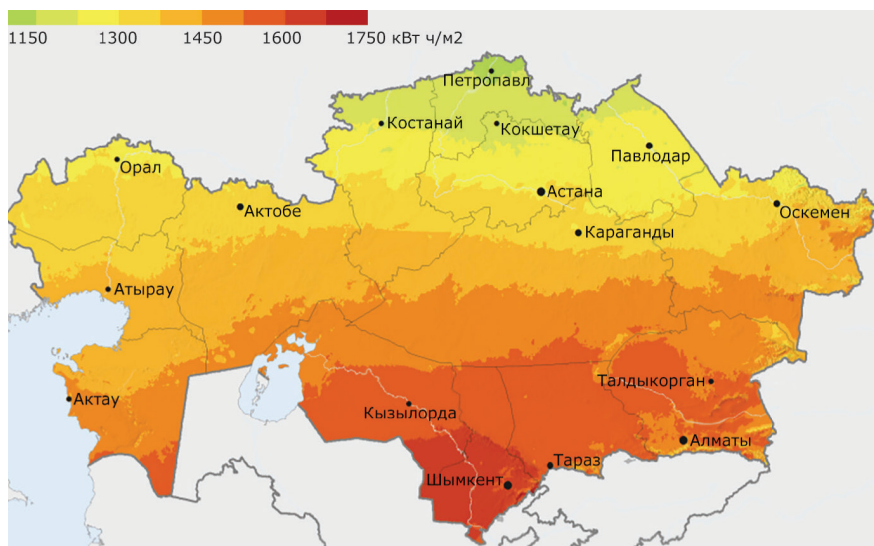 1150 1300 1450 1600 1750 кВт ч/м2
Петропавл
Костанай
Кокшетау
Павлодар
Орал
Астана
Актобе
Оскемен
Караганды
Атырау
Талдыкорган
Актау
Кызылорда
Алматы
Тараз
Шымкент